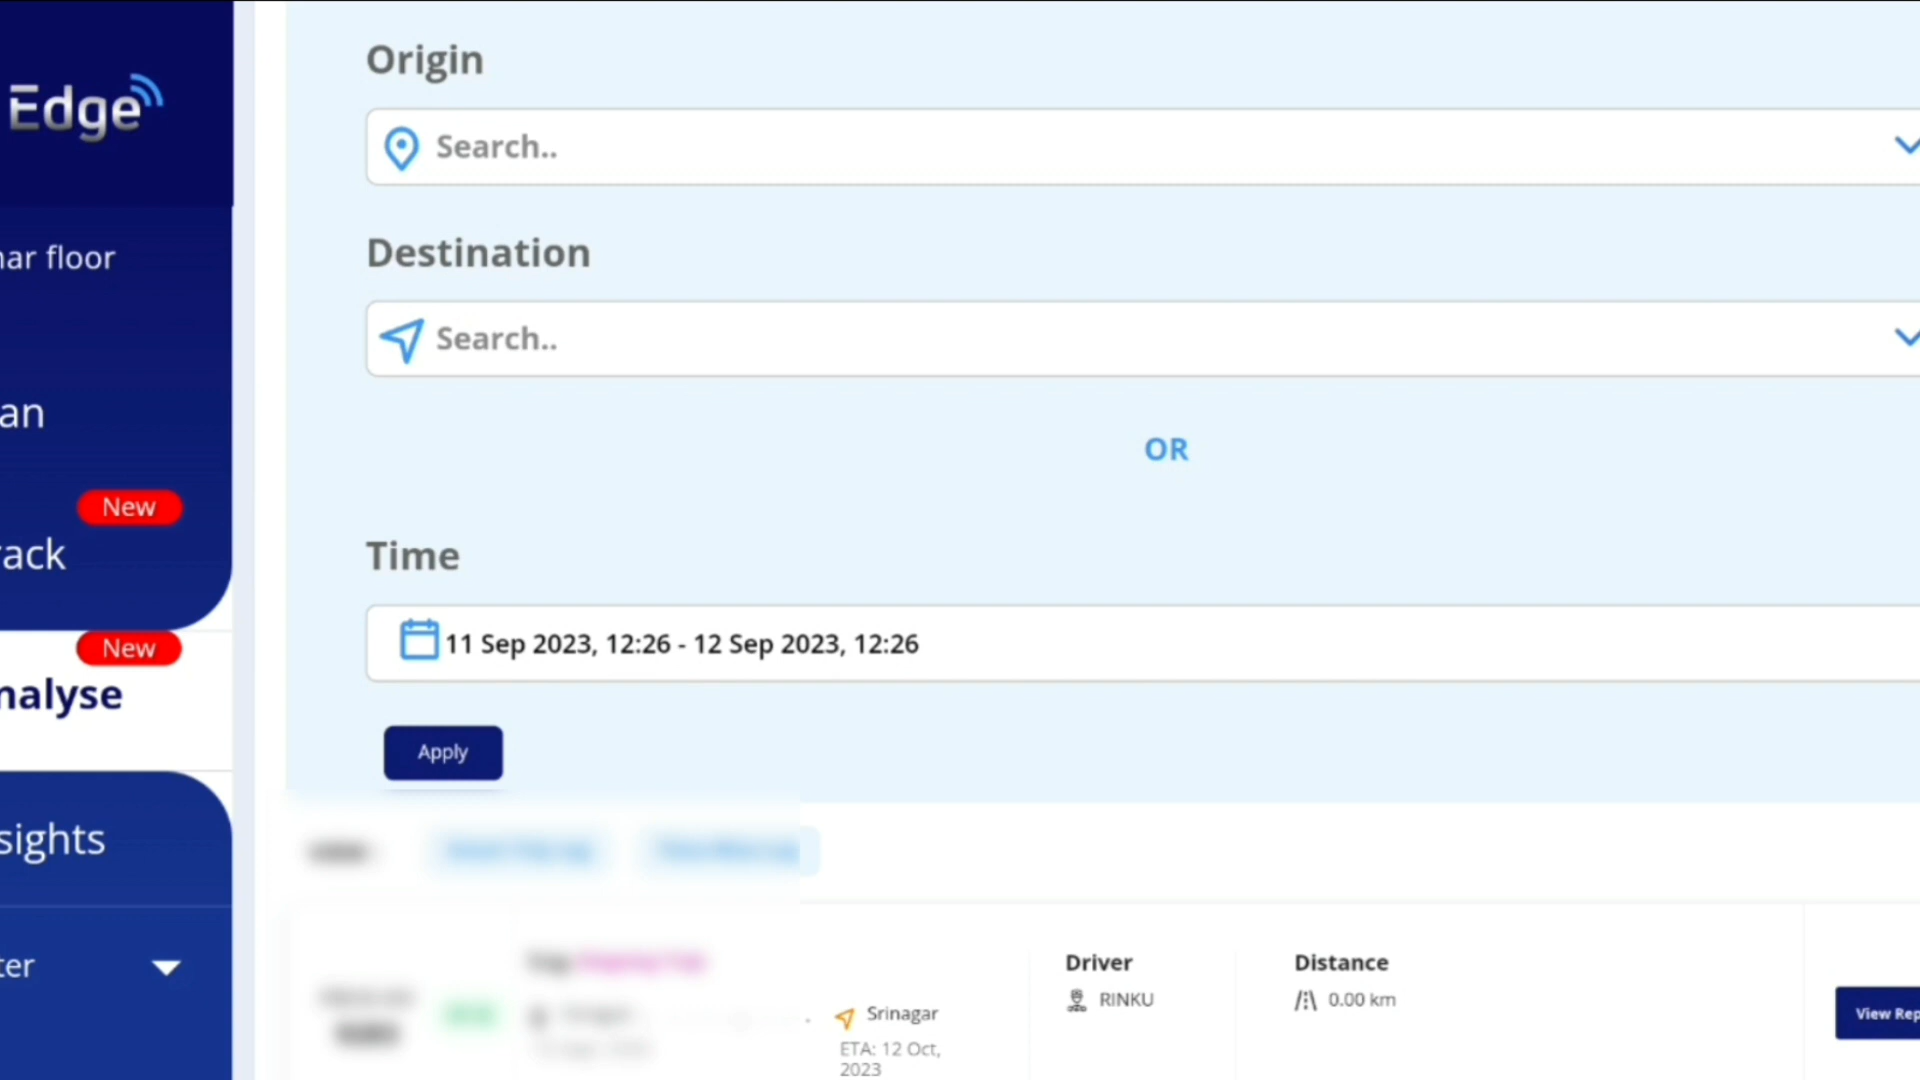 Edge
ar floor
an
New
rack
New
nalyse
sights
ter
Origin
Search..
Destination
Search..
OR
Time
11 Sep 2023, 12:26 - 12 Sep 2023, 12:26
Apply
Srinagar
ETA: 12 Oct,
2023
Driver
RINKU
Distance
0.00 km
View Rep